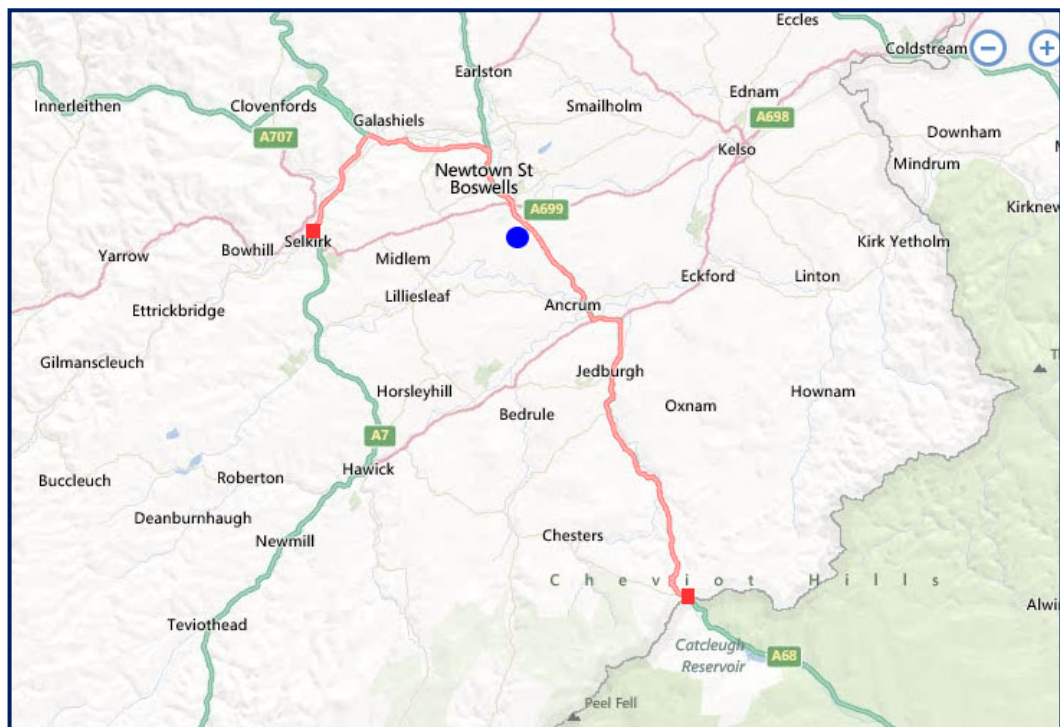 Eccles
Coldstream
− +
Earlston
Innerleithen
Clovenfords
Smailholm
Ednam
Galashiels
A707
A698
Downham
Kelso
Mindrum
Newtown St
Boswells
Kirknew
A699
Selkirk
Bowhill
Yarrow
Midlem
Kirk Yetholm
Eckford
Linton
Lilliesleaf
Ettrickbridge
Ancrum
Gilmanscleuch
Jedburgh
Horsleyhill
Oxnam
Hownam
Bedrule
A7
Hawick
Roberton
Buccleuch
Deanburnhaugh
Newmill
Chesters
Cheviot Hills
Alwi
Teviothead
Catcleugh
Reservoir
A68
Peel Fell